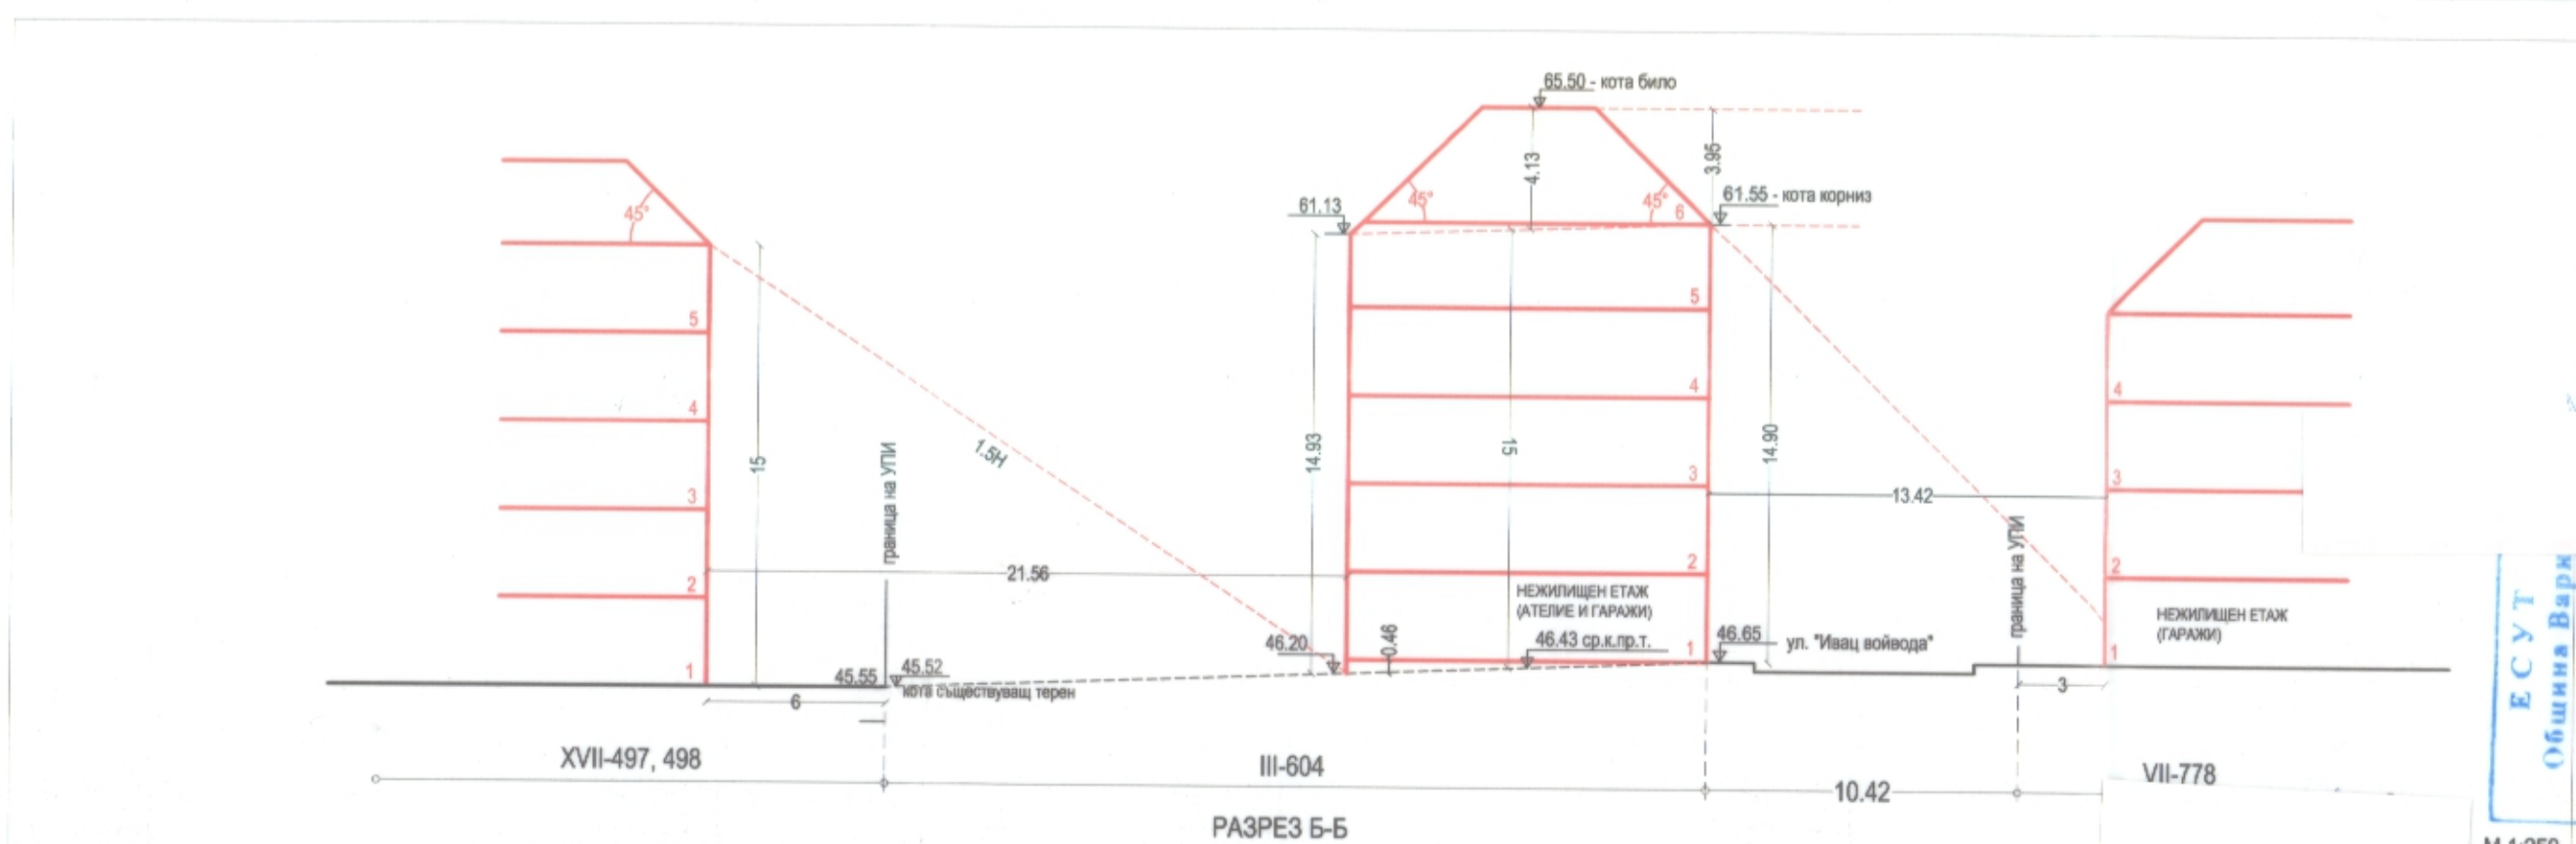 65.50 - кота било
4.13
3.95
45°
45°
45°
6
61.13
61.55 - кота корниз
5
5
4
4
4
15
1.5Н
14.93
15
14.90
граница на УПИ
3
3
3
13.42
граница на УПИ
21.56
2
2
2
НЕЖИЛИЩЕН ЕТАЖ
(АТЕЛИЕ И ГАРАЖИ)
НЕЖИЛИЩЕН ЕТАЖ
(ГАРАЖИ)
46.20
0.46
46.43 ср.к.пр.т.
46.65
ул. "Ивац войвода"
1
1
1
45.55
45.52
кота съществуващ терен
6
3
XVII-497, 498
III-604
10.42
VII-778
РАЗРЕЗ Б-Б
ЕСУТ
Община